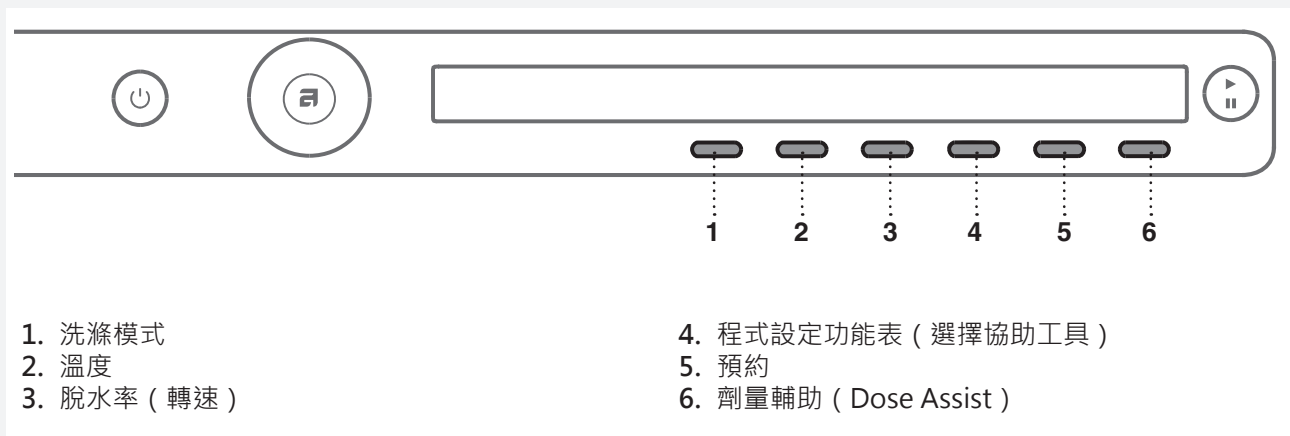 1 2 3 4 5 6
1. 洗滌模式
2. 溫度
3. 脫水率（轉速）
4. 程式設定功能表（選擇協助工具）
5. 預約
6. 劑量輔助（Dose Assist）